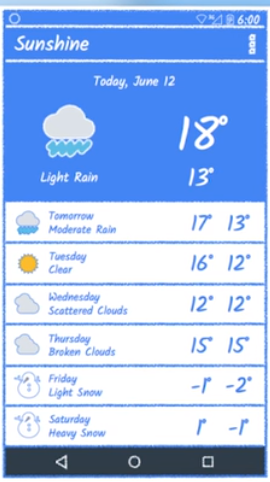 6:00
Sunshine
Today, June 12
18°
Light Rain 13°
Tomorrow
Moderate Rain 17° 13°
Tuesday
Clear 16° 12°
Wednesday
Scattered Clouds 12° 12°
Thursday
Broken Clouds 15° 15°
Friday
Light Snow -1° -2°
Saturday
Heavy Snow 1° -1°